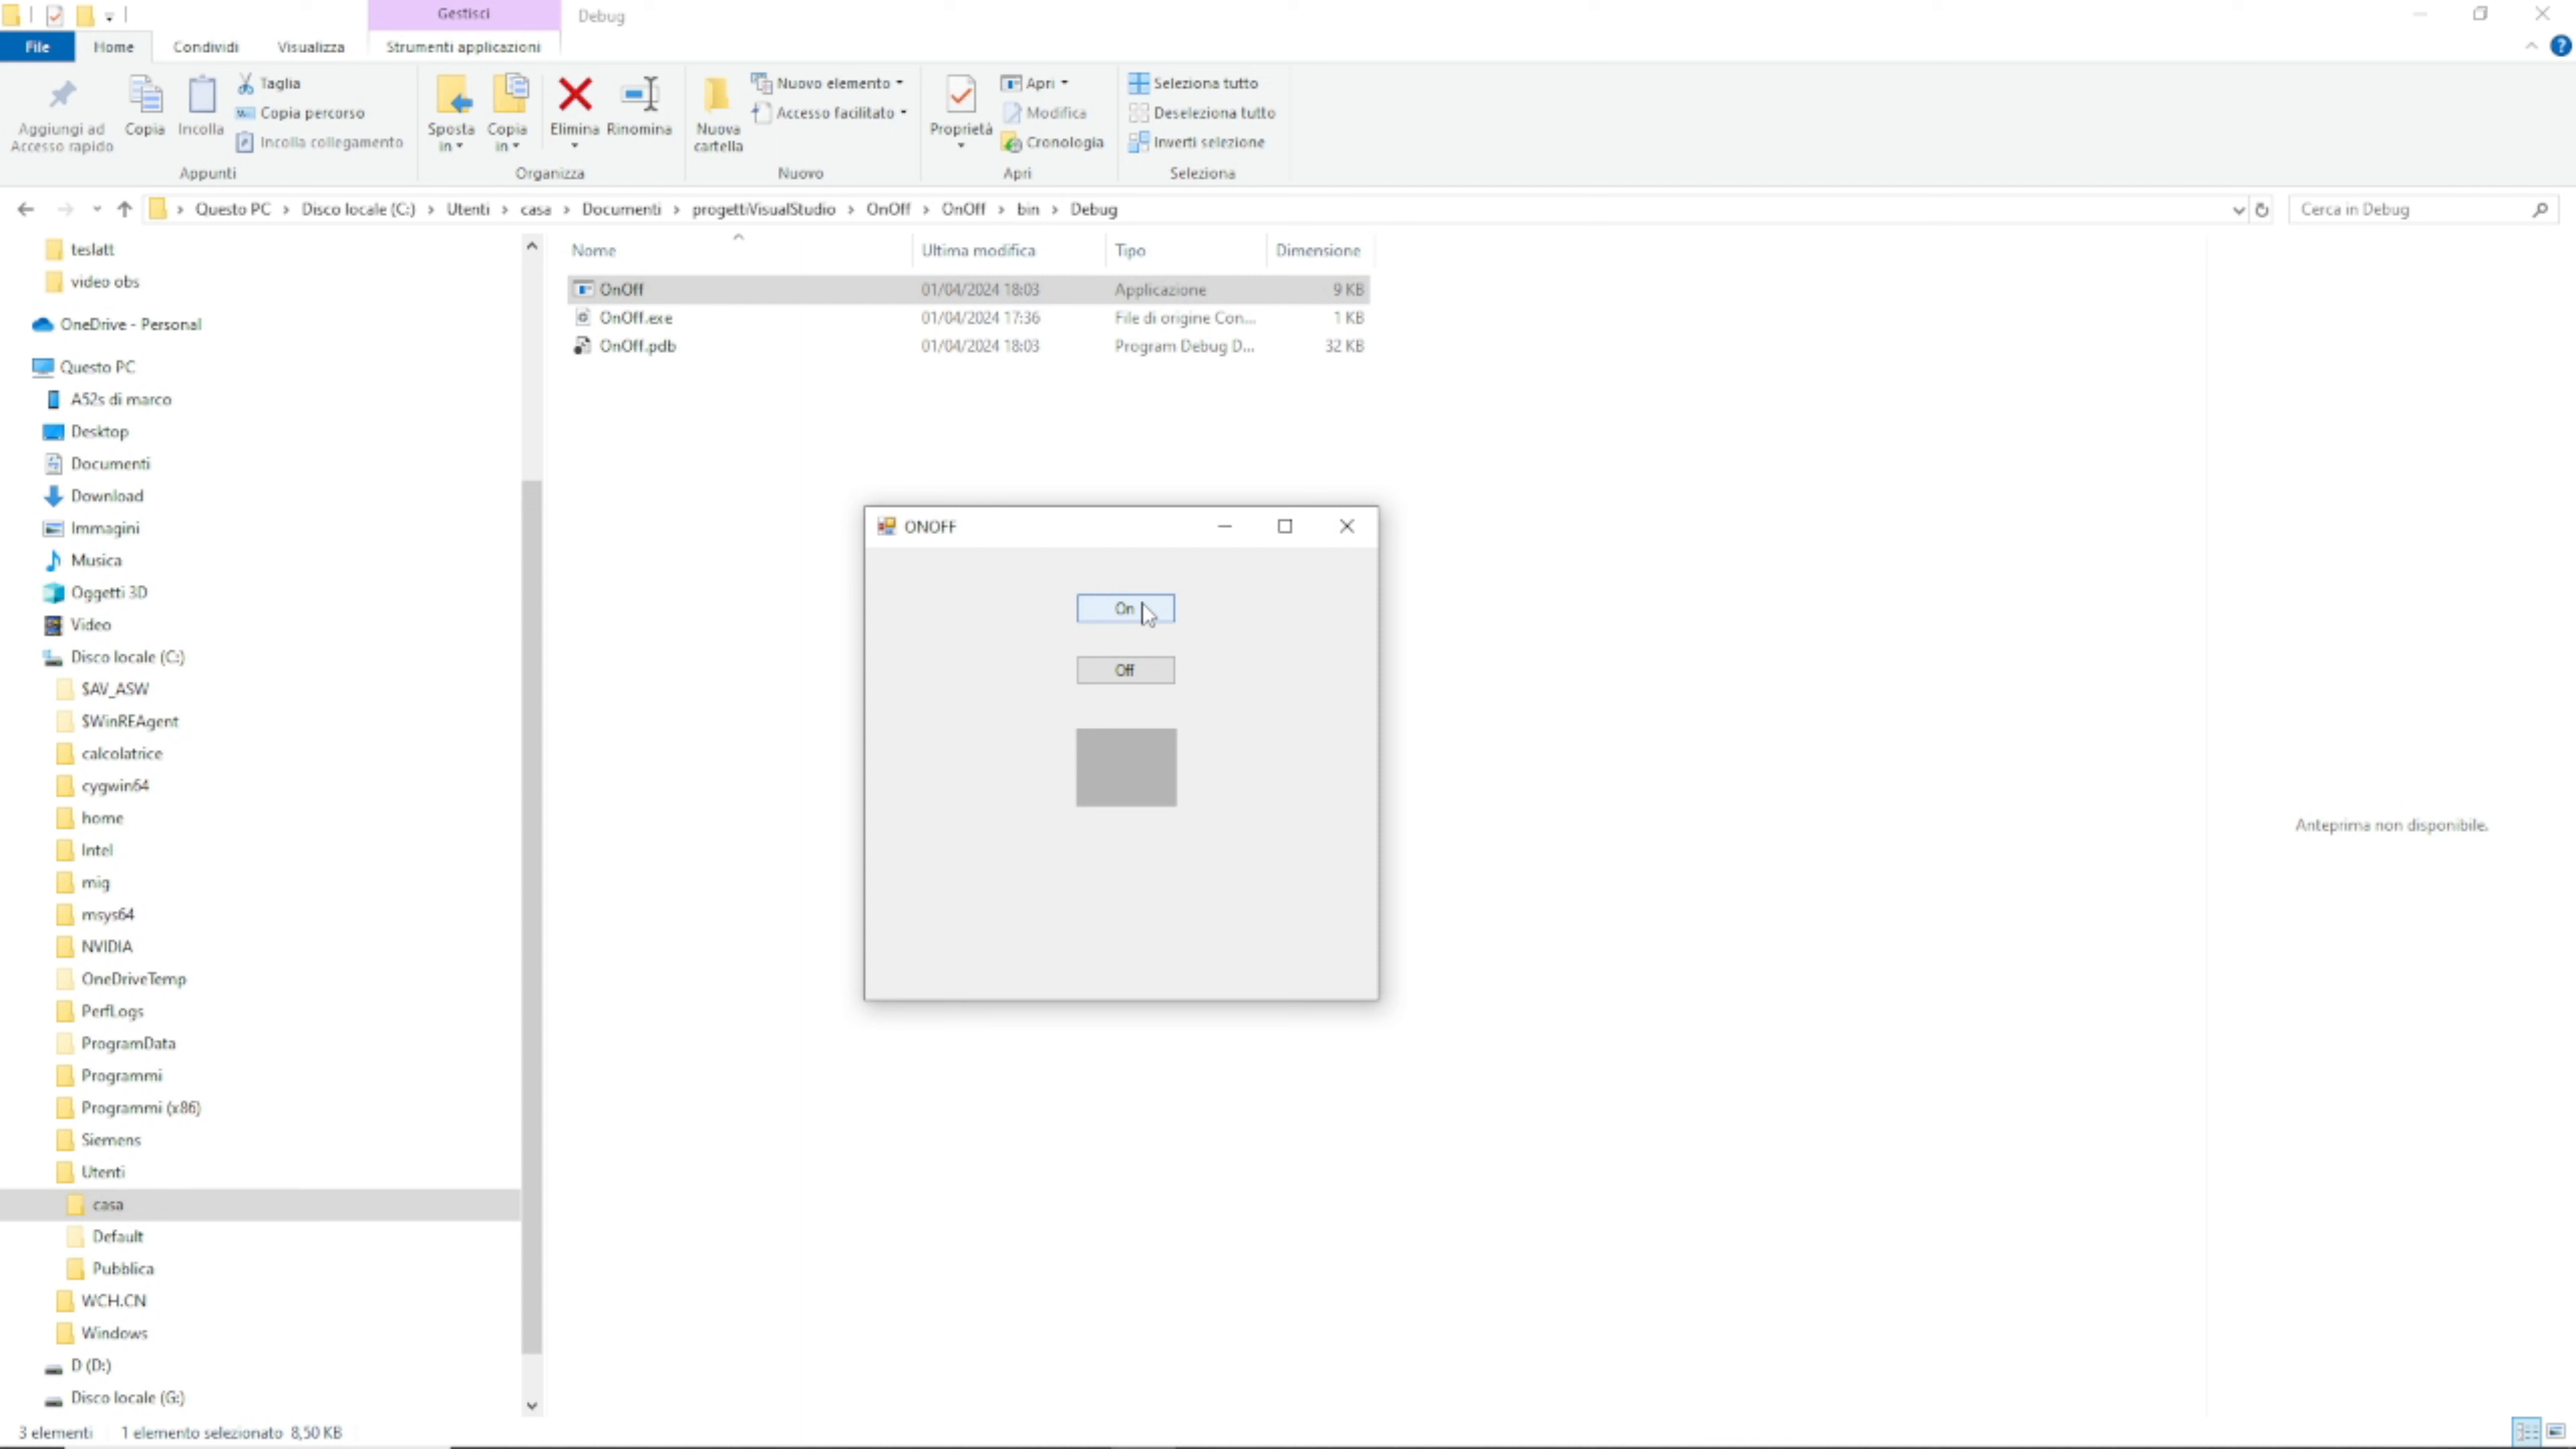 Gestisci
Debug
File
Home
Condividi
Visualizza
Strumenti applicazioni
Aggiungi ad
Accesso rapido
Copia
Incolla
Taglia
Copia percorso
Incolla collegamento
Appunti
Sposta
in
Copia
in
Elimina
Rinomina
Organizza
Nuova
cartella
Nuovo elemento
Accesso facilitato
Nuovo
Proprietà
Apri
Modifica
Cronologia
Apri
Seleziona tutto
Deseleziona tutto
Inverti selezione
Seleziona
Questo PC › Disco locale (C:) › Utenti › casa › Documenti › progettiVisualStudio › OnOff › OnOff › bin › Debug
Cerca in Debug
teslatt
video obs
OneDrive - Personal
Questo PC
A52s di marco
Desktop
Documenti
Download
Immagini
Musica
Oggetti 3D
Video
Disco locale (C:)
$AV_ASW
$WinREAgent
calcolatrice
cygwin64
home
Intel
mig
msys64
NVIDIA
OneDriveTemp
PerfLogs
ProgramData
Programmi
Programmi (x86)
Siemens
Utenti
casa
Default
Pubblica
WCH.CN
Windows
D (D:)
Disco locale (G:)
Nome Ultima modifica Tipo Dimensione
OnOff 01/04/2024 18:03 Applicazione 9 KB
OnOff.exe 01/04/2024 17:36 File di origine Con... 1 KB
OnOff.pdb 01/04/2024 18:03 Program Debug D... 32 KB
ONOFF
On
Off
Anteprima non disponibile.
3 elementi 1 elemento selezionato 8,50 KB